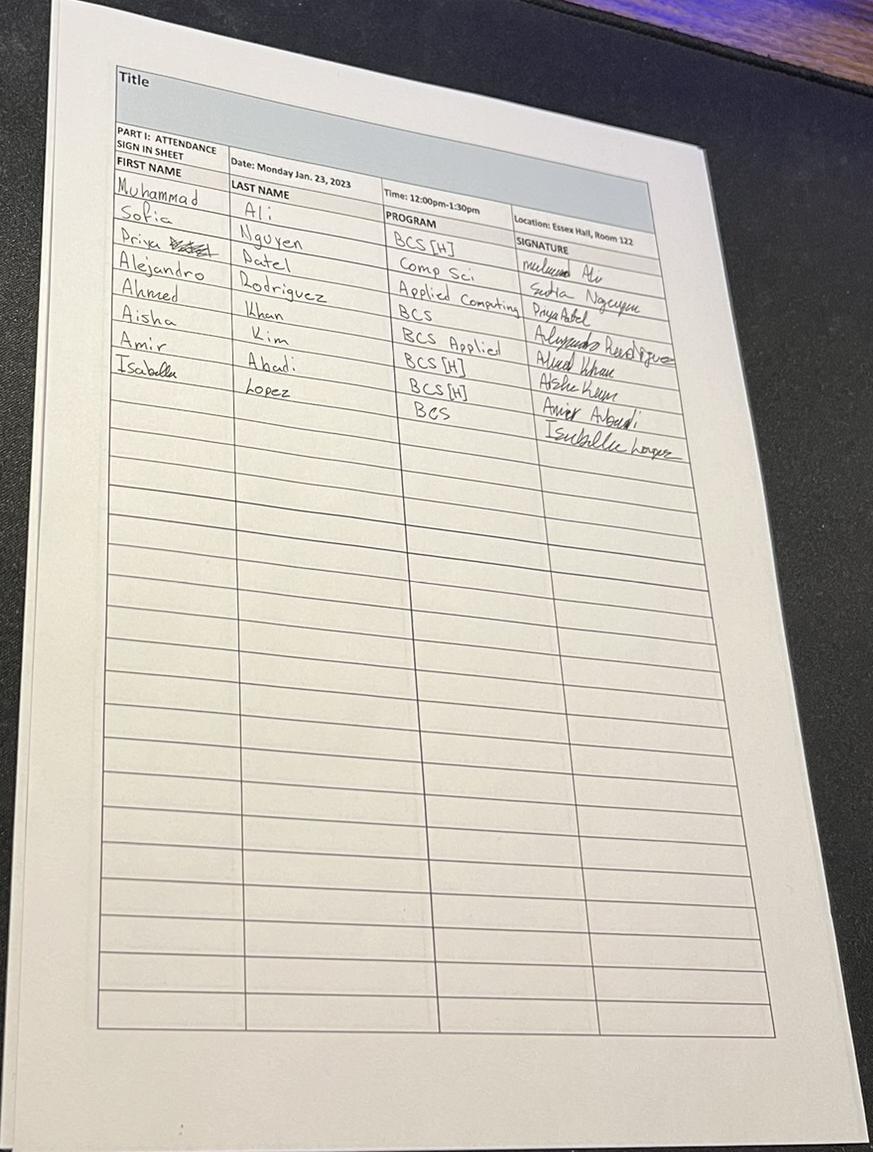 Title
PART I: ATTENDANCE SIGN IN SHEET Date: Monday Jan. 23, 2023 Time: 12:00pm-1:30pm Location: Essex Hall, Room 122
FIRST NAME LAST NAME PROGRAM SIGNATURE
Muhammad Ali BCS [H] Ali
Sofia Nguyen Comp Sci Sofia Nguyen
Priya Patel Applied Computing Priya Patel
Alejandro Rodriguez BCS Alejandro Rodriguez
Ahmed Khan BCS Applied Ahmed Khan
Aisha Kim BCS [H] Aisha Kim
Amir Abadi BCS [H] Amir Abadi
Isabella Lopez BCS Isabella Lopez